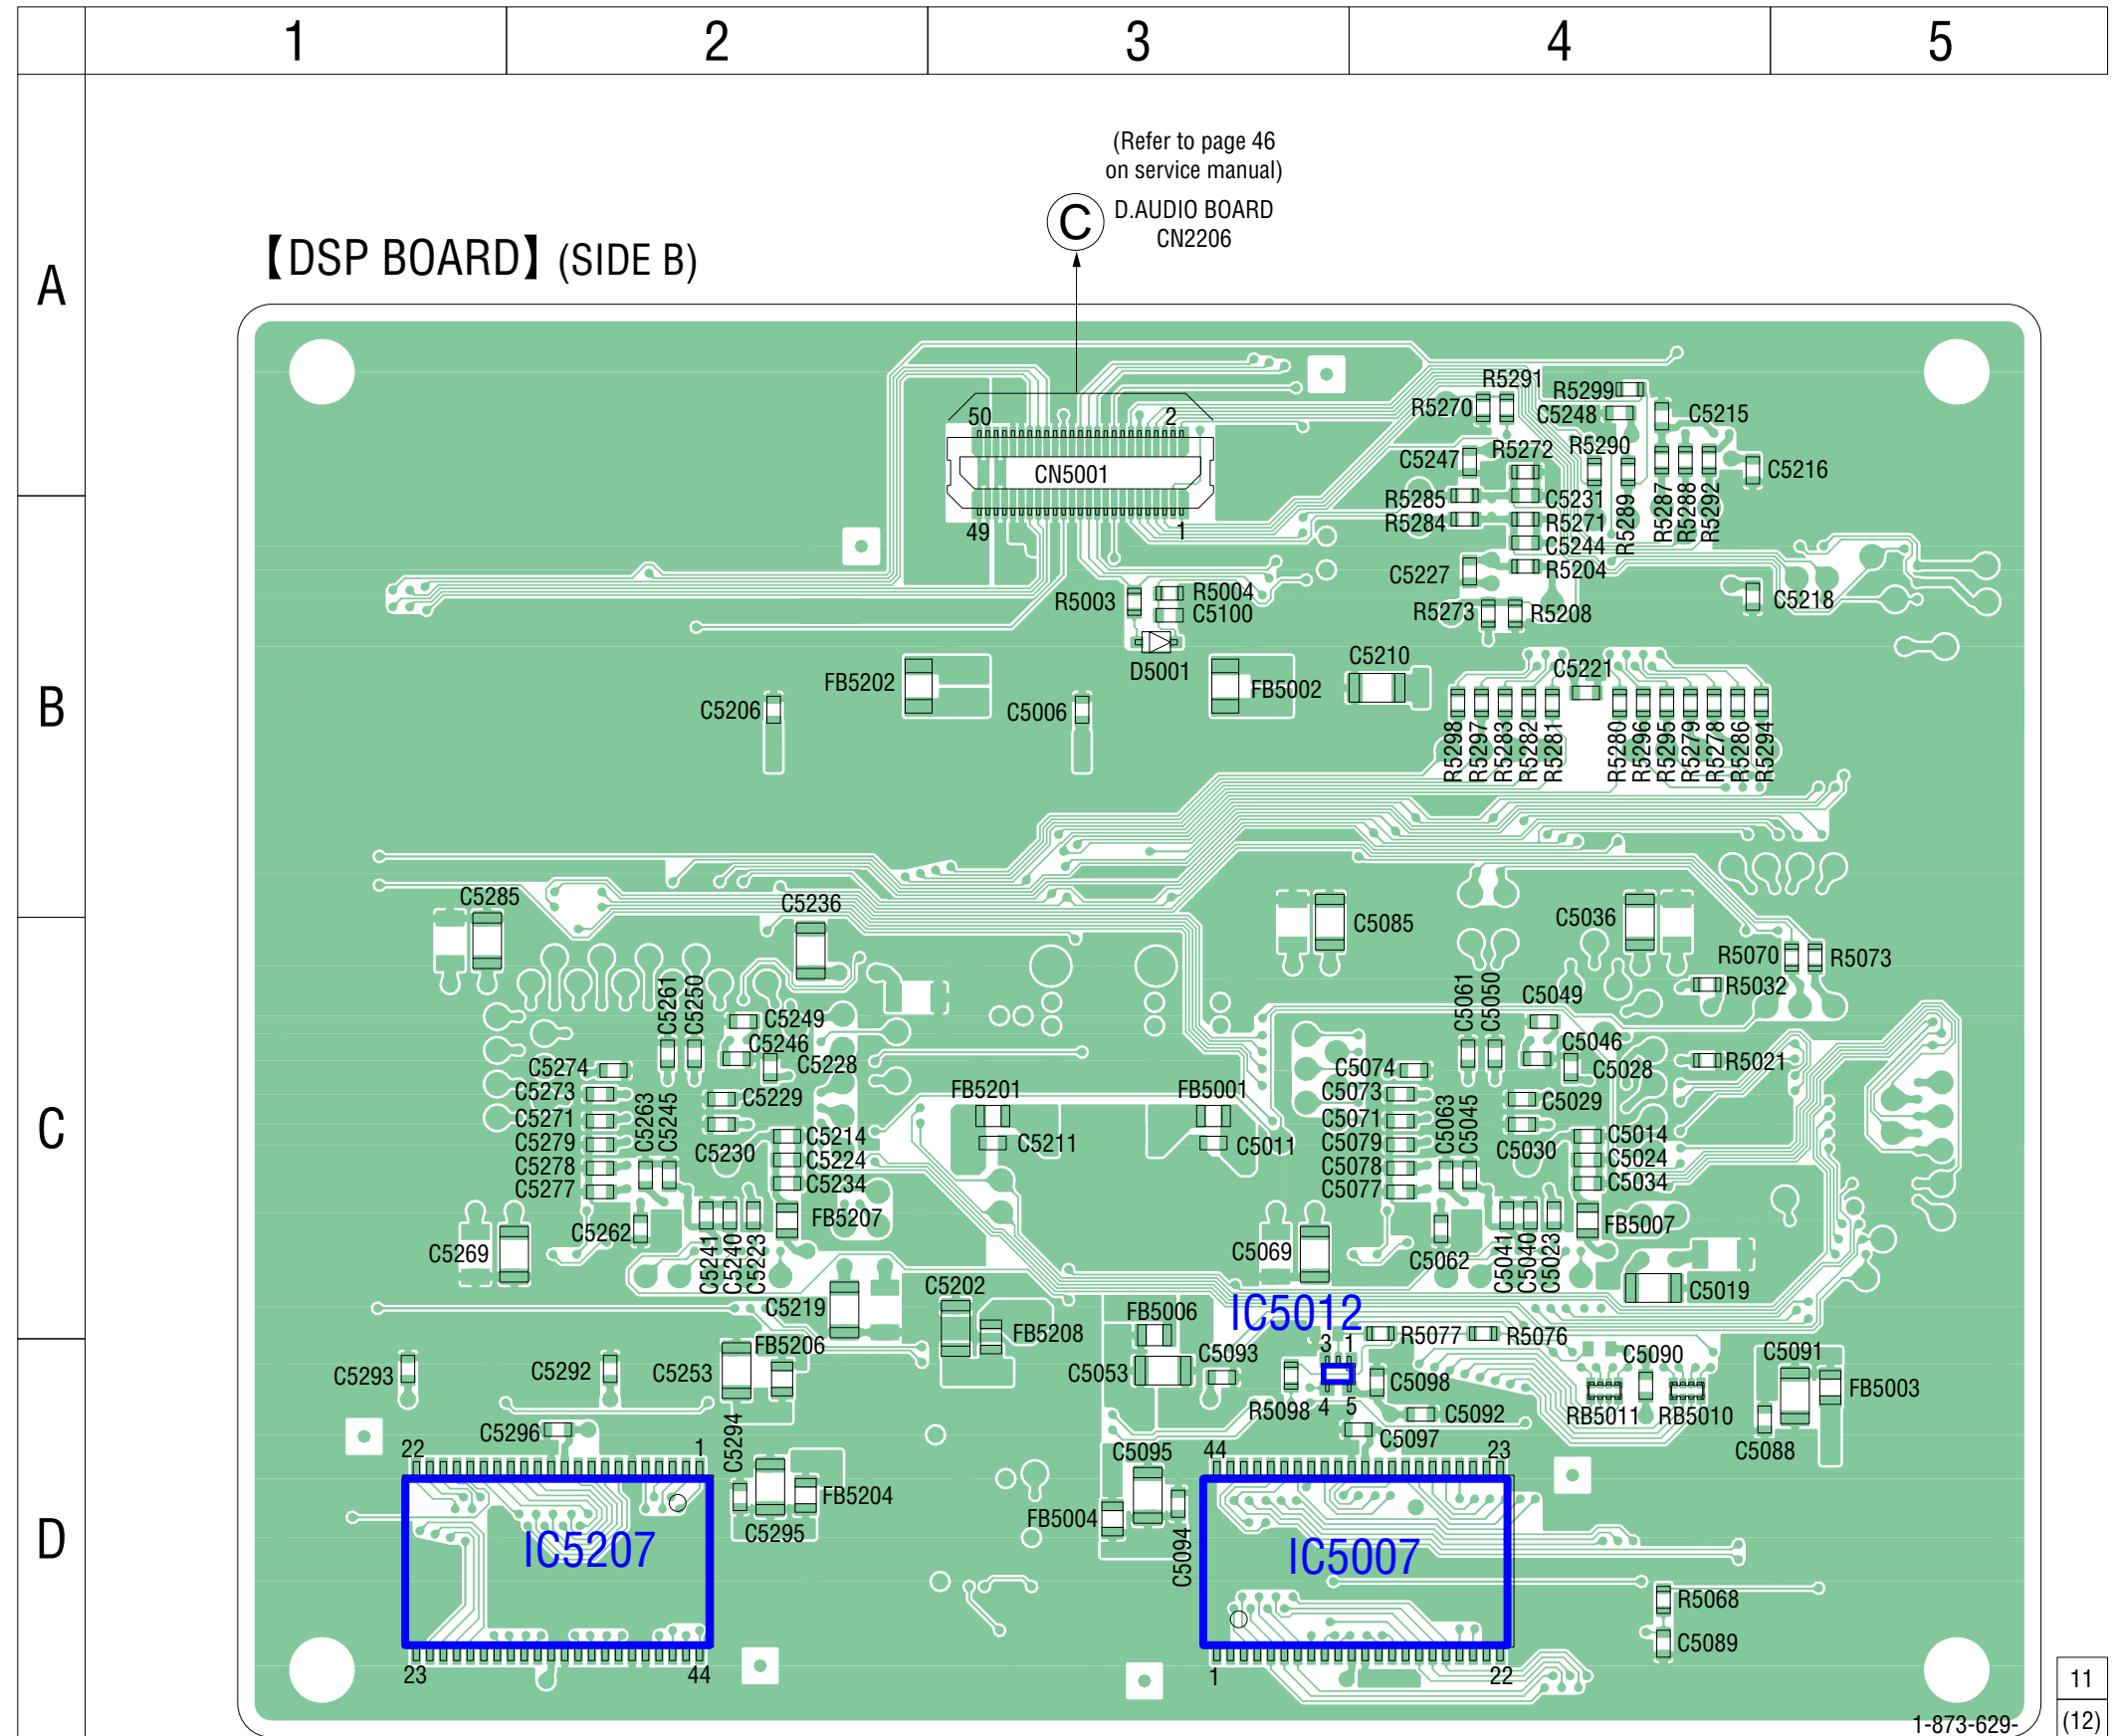 1 2 3 4 5
(Refer to page 46
on service manual)
C
D.AUDIO BOARD
CN2206
【DSP BOARD】 (SIDE B)
A
50 2
CN5001
49 1
R5291
R5299
R5270
C5248
C5215
C5247
R5272
R5290
C5216
R5285
C5231
R5284
R5271
R5289
R5287
R5288
R5292
C5244
C5227
R5204
R5003
R5004
C5100
R5273
R5208
C5218
D5001
B
FB5202
FB5002
C5210
C5221
C5206
C5006
R5298
R5297
R5283
R5282
R5281
R5280
R5296
R5295
R5279
R5278
R5286
R5294
C5285
C5236
C5085
C5036
R5070
R5073
R5032
C5261
C5250
C5249
C5246
C5228
C5061
C5050
C5049
C5046
C5028
R5021
C
C5274
C5273
C5271
C5279
C5278
C5277
C5263
C5245
C5229
C5230
C5214
C5224
C5234
FB5201
C5211
FB5001
C5011
C5074
C5073
C5071
C5079
C5078
C5077
C5063
C5045
C5029
C5030
C5014
C5024
C5034
C5262
FB5207
C5269
C5241
C5240
C5223
C5069
C5062
C5041
C5040
C5023
FB5007
C5019
C5219
C5202
FB5208
FB5006
IC5012
3 1
R5077
R5076
FB5206
C5293
C5292
C5253
C5053
C5093
C5098
C5090
C5091
FB5003
R5098
4 5
C5092
RB5011
RB5010
C5296
C5294
C5097
C5088
22 1
C5095
44 23
D
FB5204
C5295
FB5004
C5094
IC5207
IC5007
R5068
C5089
23 44
1 22
11
1-873-629-
(12)